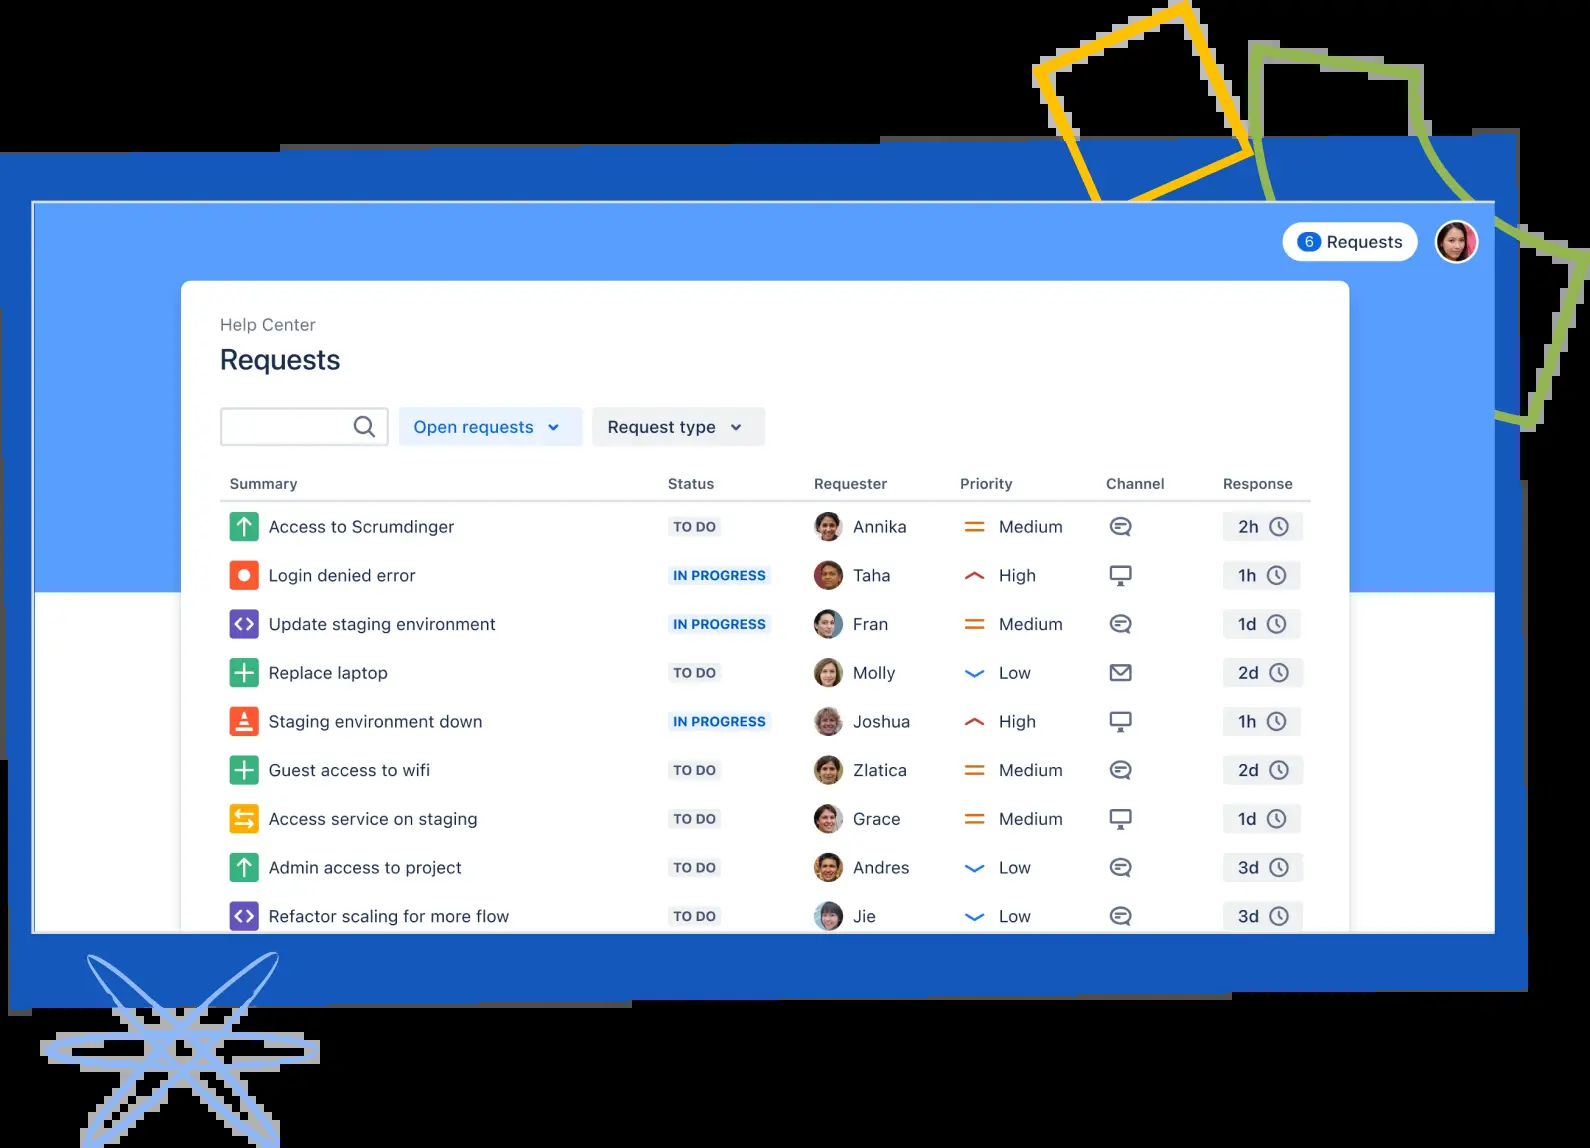 6 Requests
Help Center
Requests
Open requests Request type
Summary Status Requester Priority Channel Response
Access to Scrumdinger TO DO Annika Medium 2h
Login denied error IN PROGRESS Taha High 1h
Update staging environment IN PROGRESS Fran Medium 1d
Replace laptop TO DO Molly Low 2d
Staging environment down IN PROGRESS Joshua High 1h
Guest access to wifi TO DO Zlatica Medium 2d
Access service on staging TO DO Grace Medium 1d
Admin access to project TO DO Andres Low 3d
Refactor scaling for more flow TO DO Jie Low 3d